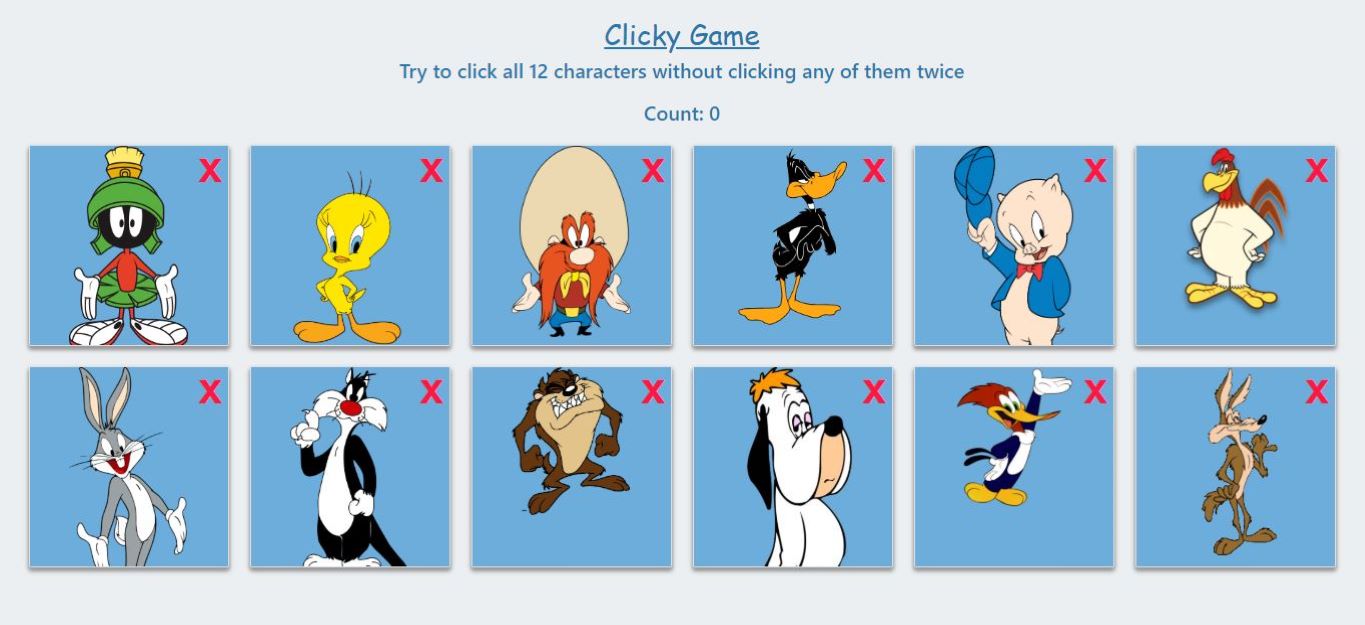 Clicky Game
Try to click all 12 characters without clicking any of them twice
Count: 0
X X X X X X
X X X X X X